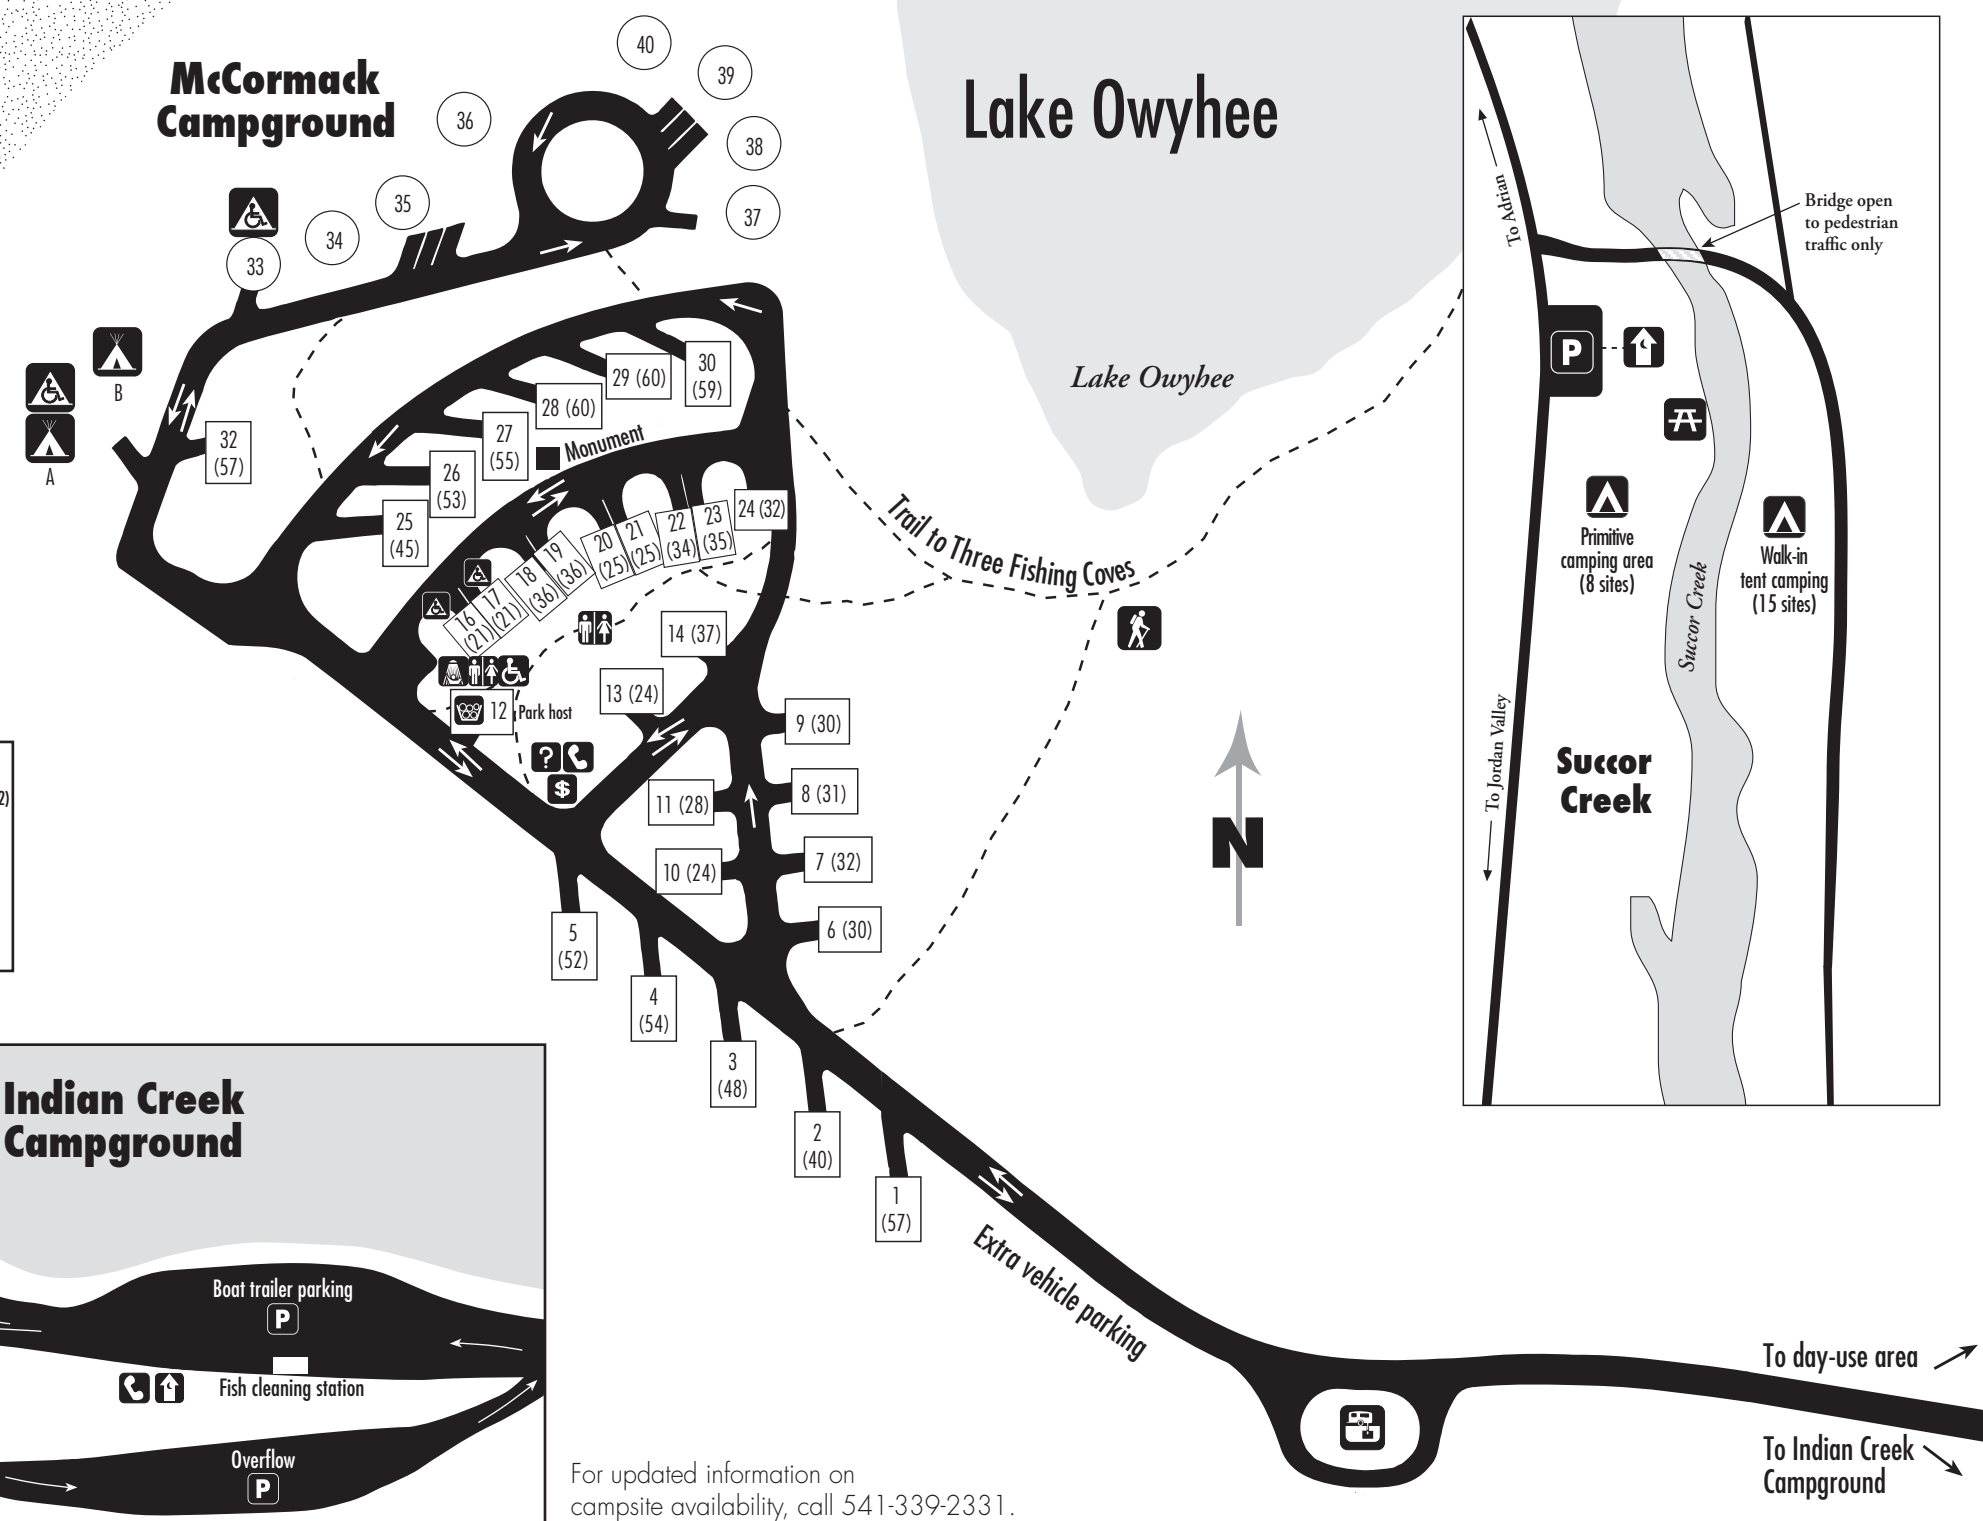 McCormack
Campground
40
39
38
37
36
35
34
33
B
A
32
(57)
30
(59)
29 (60)
28 (60)
27
(55)
26
(53)
25
(45)
Monument
24 (32)
23
(35)
22
(34)
21
(25)
20
(25)
19
(36)
18
(36)
17
(21)
16
(21)
14 (37)
13 (24)
12
Park host
?
$
11 (28)
10 (24)
9 (30)
8 (31)
7 (32)
6 (30)
5
(52)
4
(54)
3
(48)
2
(40)
1
(57)
Lake Owyhee
Lake Owyhee
Trail to Three Fishing Coves
N
Extra vehicle parking
To day-use area
To Indian Creek
Campground
To Adrian
Bridge open
to pedestrian
traffic only
P
Primitive
camping area
(8 sites)
Walk-in
tent camping
(15 sites)
Succor Creek
To Jordan Valley
Succor
Creek
2)
Indian Creek
Campground
Boat trailer parking
P
Fish cleaning station
Overflow
P
For updated information on
campsite availability, call 541-339-2331.